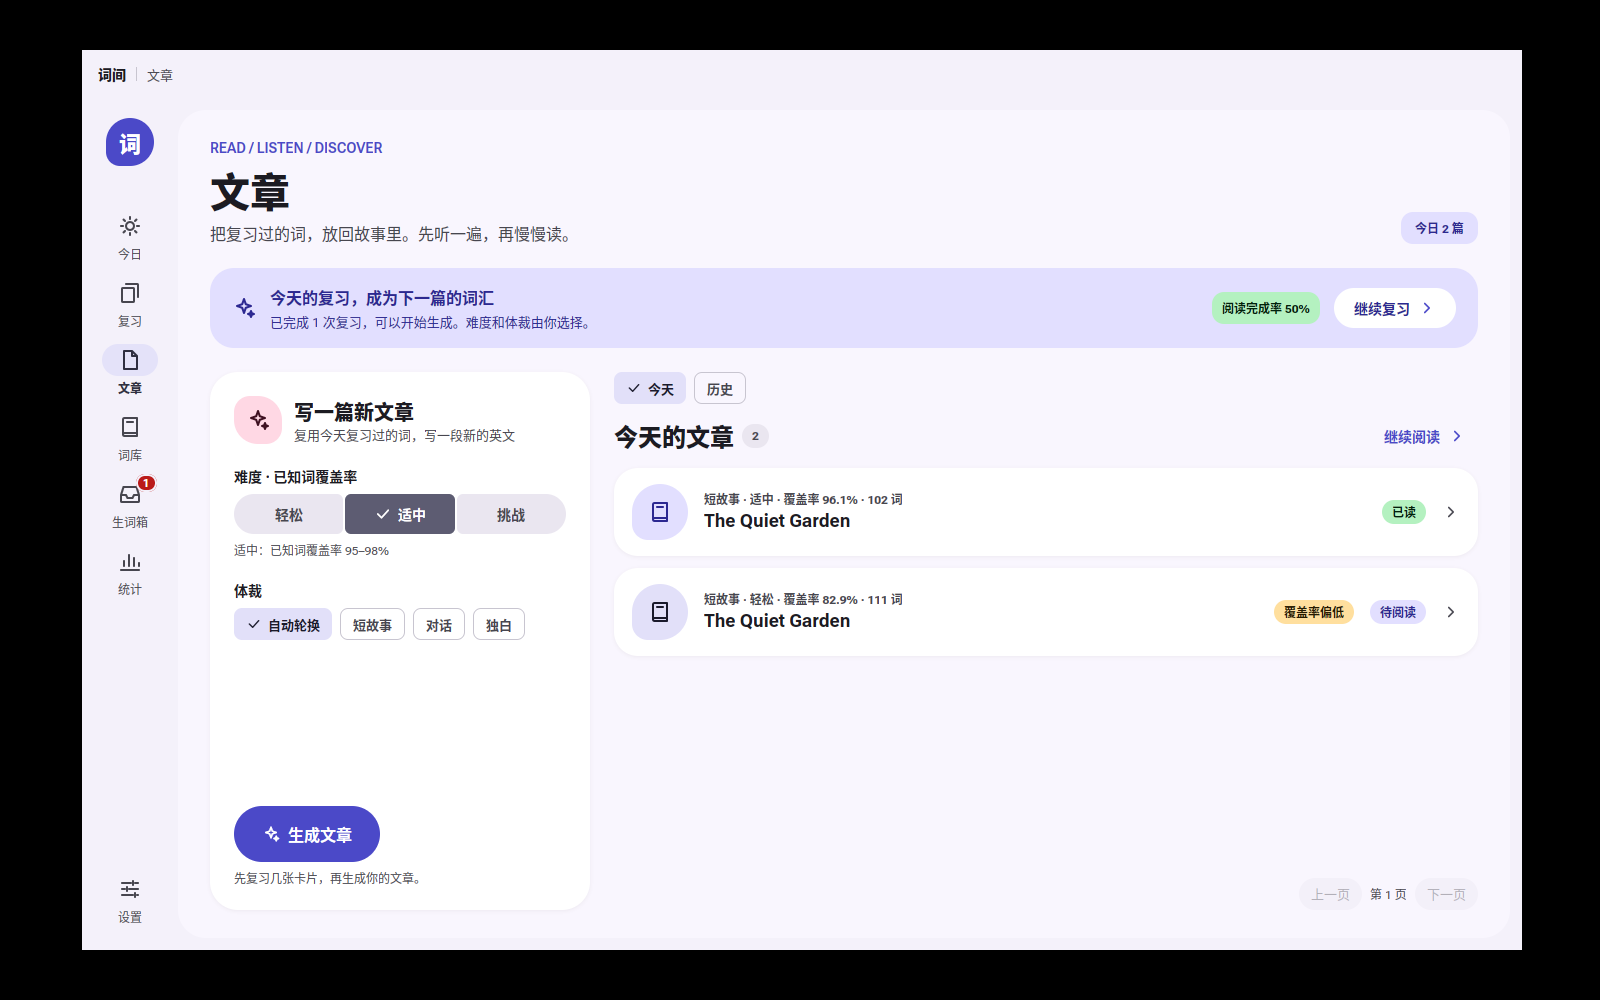 词间 文章
词
今日
复习
文章
词库
1
生词箱
统计
设置
READ / LISTEN / DISCOVER
文章
把复习过的词，放回故事里。先听一遍，再慢慢读。
今日 2 篇
今天的复习，成为下一篇的词汇
已完成 1 次复习，可以开始生成。难度和体裁由你选择。
阅读完成率 50%
继续复习
写一篇新文章
复用今天复习过的词，写一段新的英文
难度 · 已知词覆盖率
轻松 适中 挑战
适中：已知词覆盖率 95–98%
体裁
自动轮换 短故事 对话 独白
生成文章
先复习几张卡片，再生成你的文章。
今天 历史
今天的文章 2
继续阅读
短故事 · 适中 · 覆盖率 96.1% · 102 词
The Quiet Garden
已读
短故事 · 轻松 · 覆盖率 82.9% · 111 词
The Quiet Garden
覆盖率偏低 待阅读
上一页 第 1 页 下一页